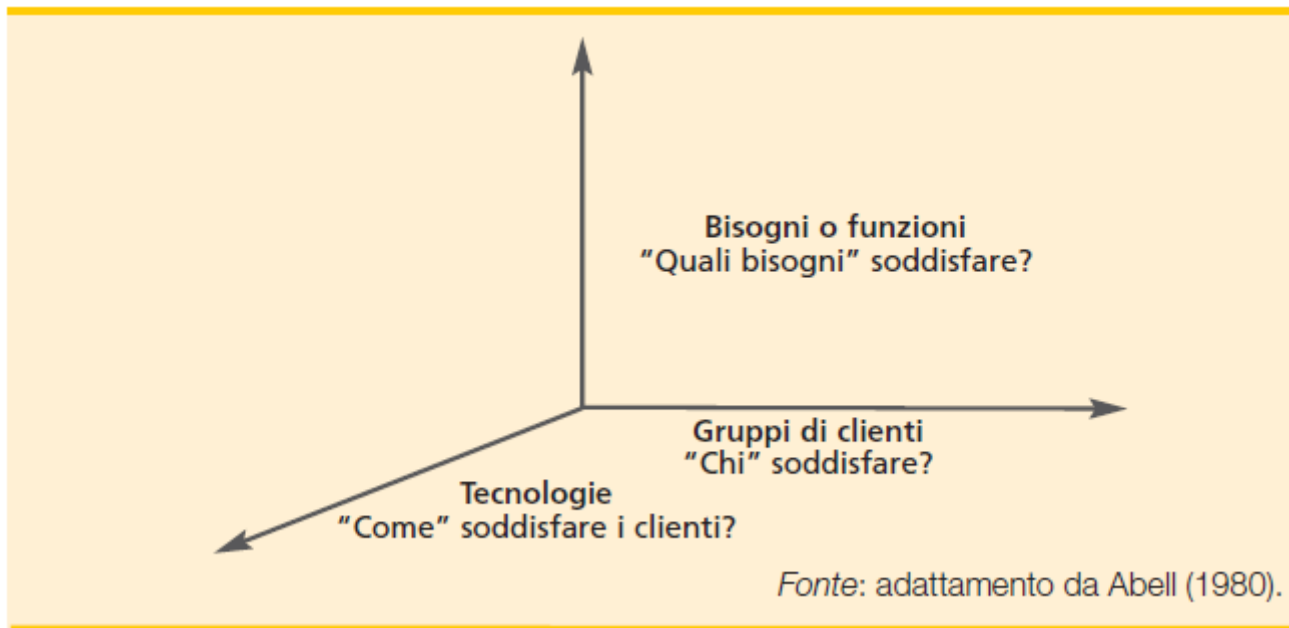 Bisogni o funzioni
“Quali bisogni” soddisfare?
Gruppi di clienti
“Chi” soddisfare?
Tecnologie
“Come” soddisfare i clienti?
Fonte: adattamento da Abell (1980).